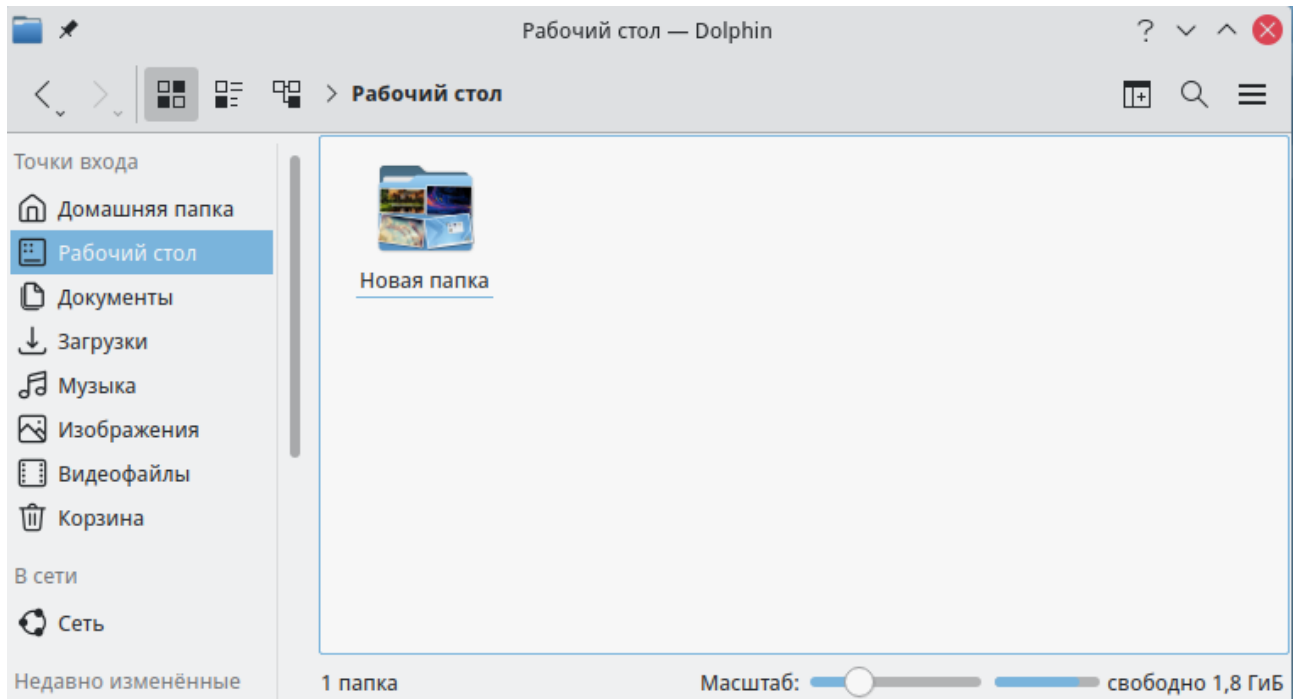 Рабочий стол — Dolphin
> Рабочий стол
Точки входа
Домашняя папка
Рабочий стол
Документы
Загрузки
Музыка
Изображения
Видеофайлы
Корзина
В сети
Сеть
Недавно изменённые
Новая папка
1 папка
Масштаб:
свободно 1,8 ГиБ